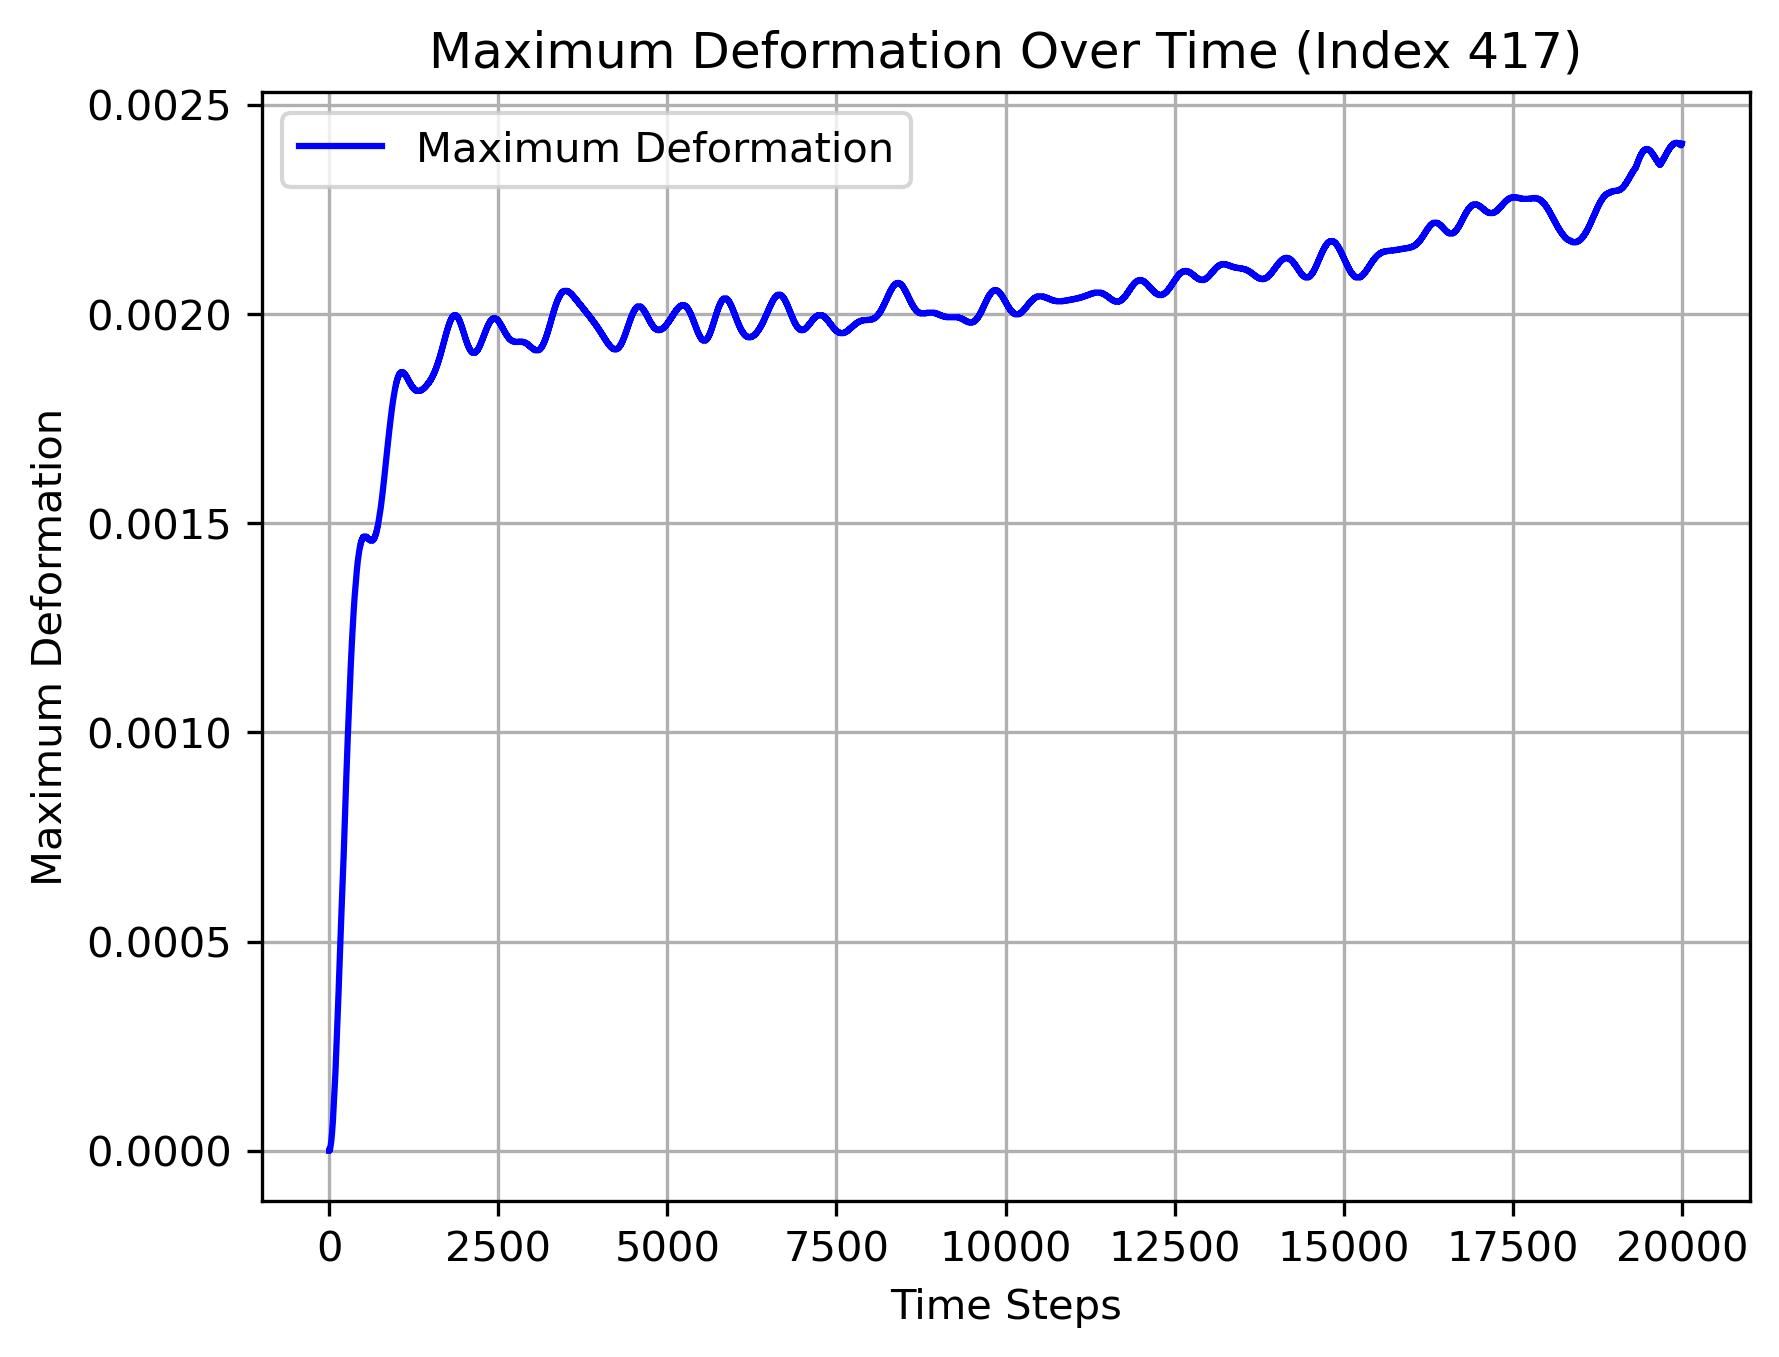 Maximum Deformation Over Time (Index 417)
Maximum Deformation
Maximum Deformation
0.0025
0.0020
0.0015
0.0010
0.0005
0.0000
0 2500 5000 7500 10000 12500 15000 17500 20000
Time Steps